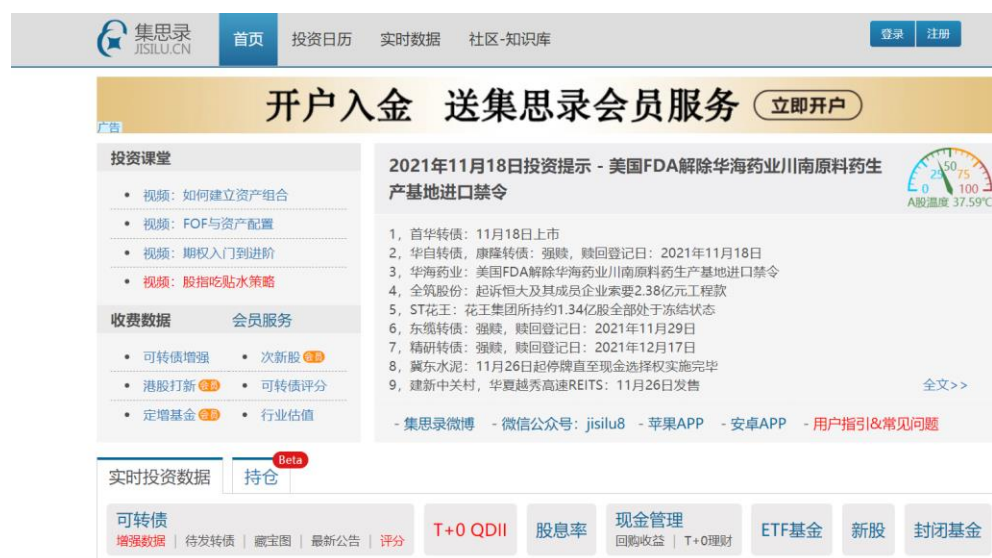 集思录
JISILU.CN
首页 投资日历 实时数据 社区-知识库
登录 注册
开户入金 送集思录会员服务 立即开户
广告
投资课堂
• 视频：如何建立资产组合
• 视频：FOF与资产配置
• 视频：期权入门到进阶
• 视频：股指吃贴水策略
收费数据 会员服务
• 可转债增强 • 次新股 会员
• 港股打新 会员 • 可转债评分
• 定增基金 会员 • 行业估值
2021年11月18日投资提示 - 美国FDA解除华海药业川南原料药生
产基地进口禁令
0 25 50 75 100
A股温度 37.59℃
1，首华转债：11月18日上市
2，华自转债，康隆转债：强赎，赎回登记日：2021年11月18日
3，华海药业：美国FDA解除华海药业川南原料药生产基地进口禁令
4，全筑股份：起诉恒大及其成员企业索要2.38亿元工程款
5，ST花王：花王集团所持约1.34亿股全部处于冻结状态
6，东缆转债：强赎，赎回登记日：2021年11月29日
7，精研转债：强赎，赎回登记日：2021年12月17日
8，冀东水泥：11月26日起停牌直至现金选择权实施完毕
9，建新中关村，华夏越秀高速REITS：11月26日发售
全文>>
- 集思录微博 - 微信公众号：jisilu8 - 苹果APP - 安卓APP - 用户指引&常见问题
实时投资数据 持仓 Beta
可转债
增强数据 | 待发转债 | 藏宝图 | 最新公告 | 评分
T+0 QDII
股息率
现金管理
回购收益 | T+0理财
ETF基金
新股
封闭基金